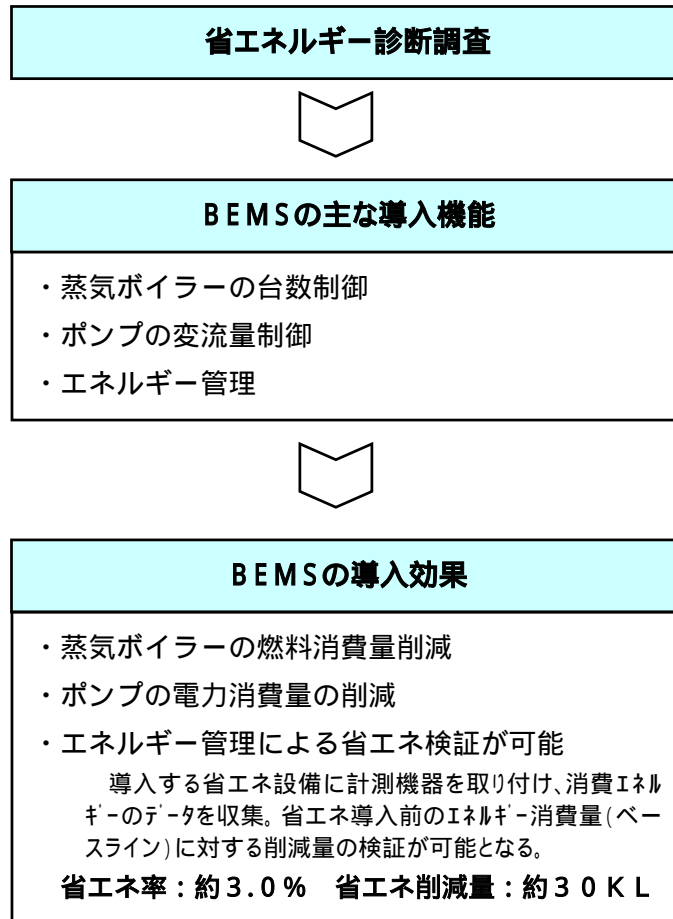 省エネルギー診断調査
BEMSの主な導入機能
・蒸気ボイラーの台数制御
・ポンプの変流量制御
・エネルギー管理
BEMSの導入効果
・蒸気ボイラーの燃料消費量削減
・ポンプの電力消費量の削減
・エネルギー管理による省エネ検証が可能
導入する省エネ設備に計測機器を取り付け、消費ｴﾈﾙ
ｷﾞｰのﾃﾞｰﾀを収集。省エネ導入前のｴﾈﾙｷﾞｰ消費量(ベー
スライン)に対する削減量の検証が可能となる。
省エネ率：約３.０％　省エネ削減量：約３０ＫＬ